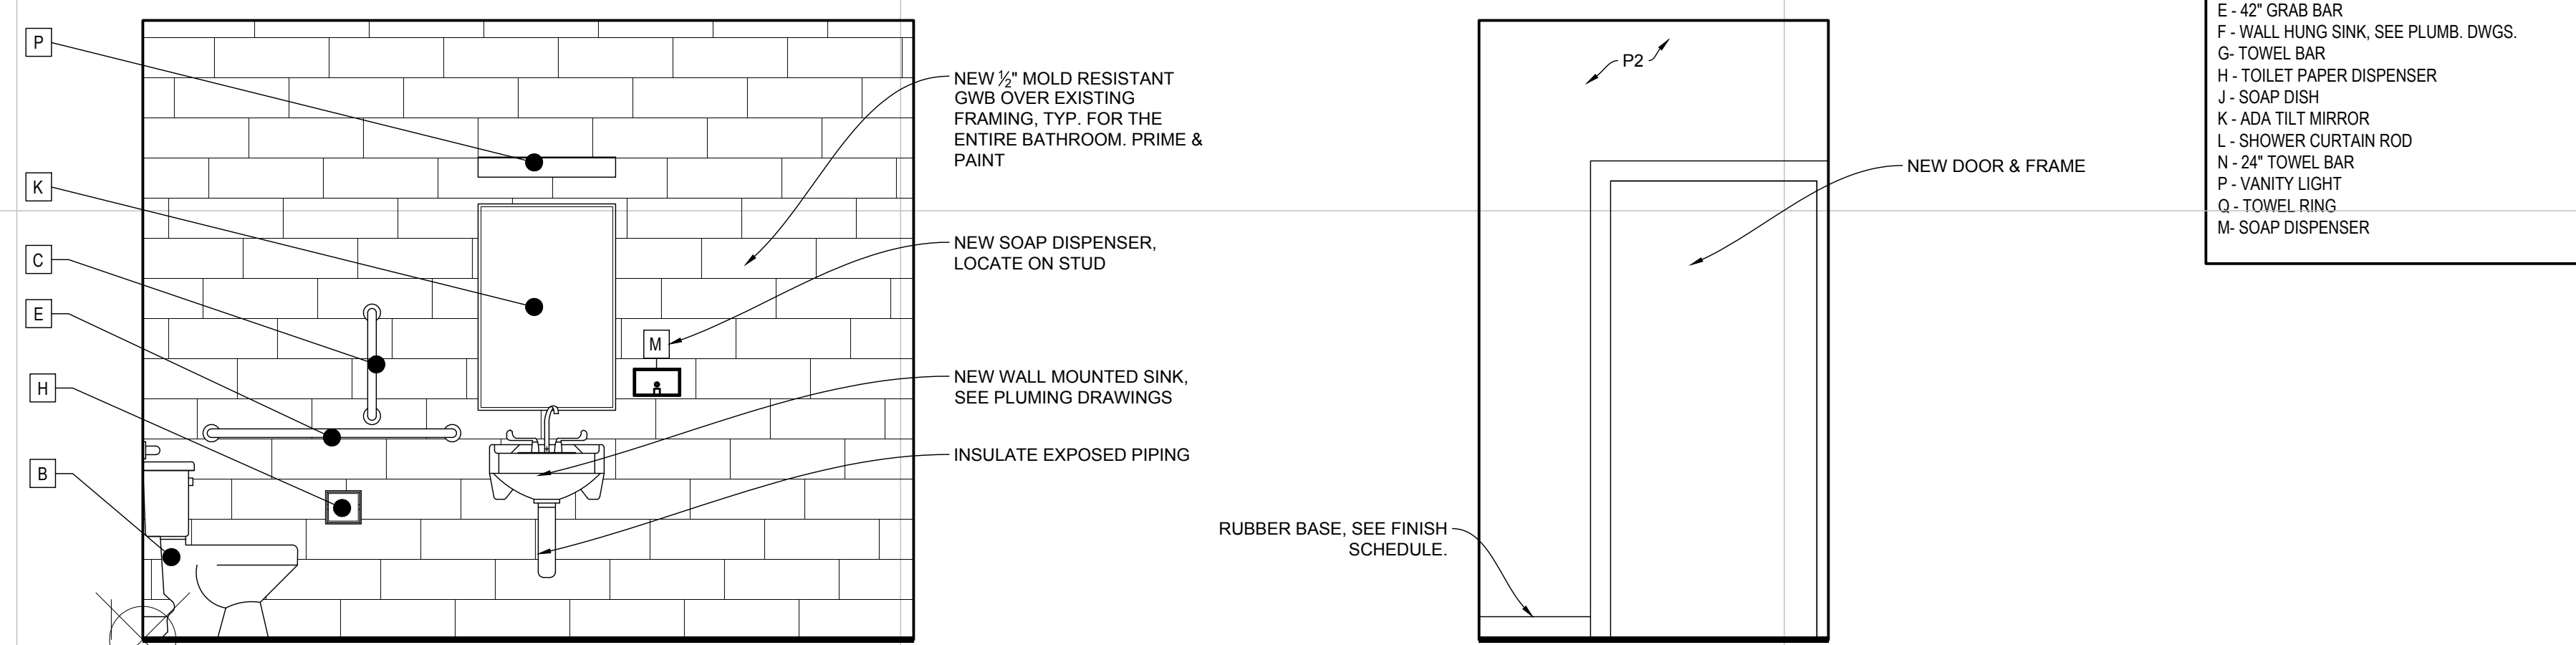 P
K
C
E
H
B
NEW ½" MOLD RESISTANT
GWB OVER EXISTING
FRAMING, TYP. FOR THE
ENTIRE BATHROOM. PRIME &
PAINT
NEW SOAP DISPENSER,
LOCATE ON STUD
M
NEW WALL MOUNTED SINK,
SEE PLUMING DRAWINGS
INSULATE EXPOSED PIPING
P2
NEW DOOR & FRAME
RUBBER BASE, SEE FINISH
SCHEDULE.
E - 42" GRAB BAR
F - WALL HUNG SINK, SEE PLUMB. DWGS.
G- TOWEL BAR
H - TOILET PAPER DISPENSER
J - SOAP DISH
K - ADA TILT MIRROR
L - SHOWER CURTAIN ROD
N - 24" TOWEL BAR
P - VANITY LIGHT
Q - TOWEL RING
M- SOAP DISPENSER